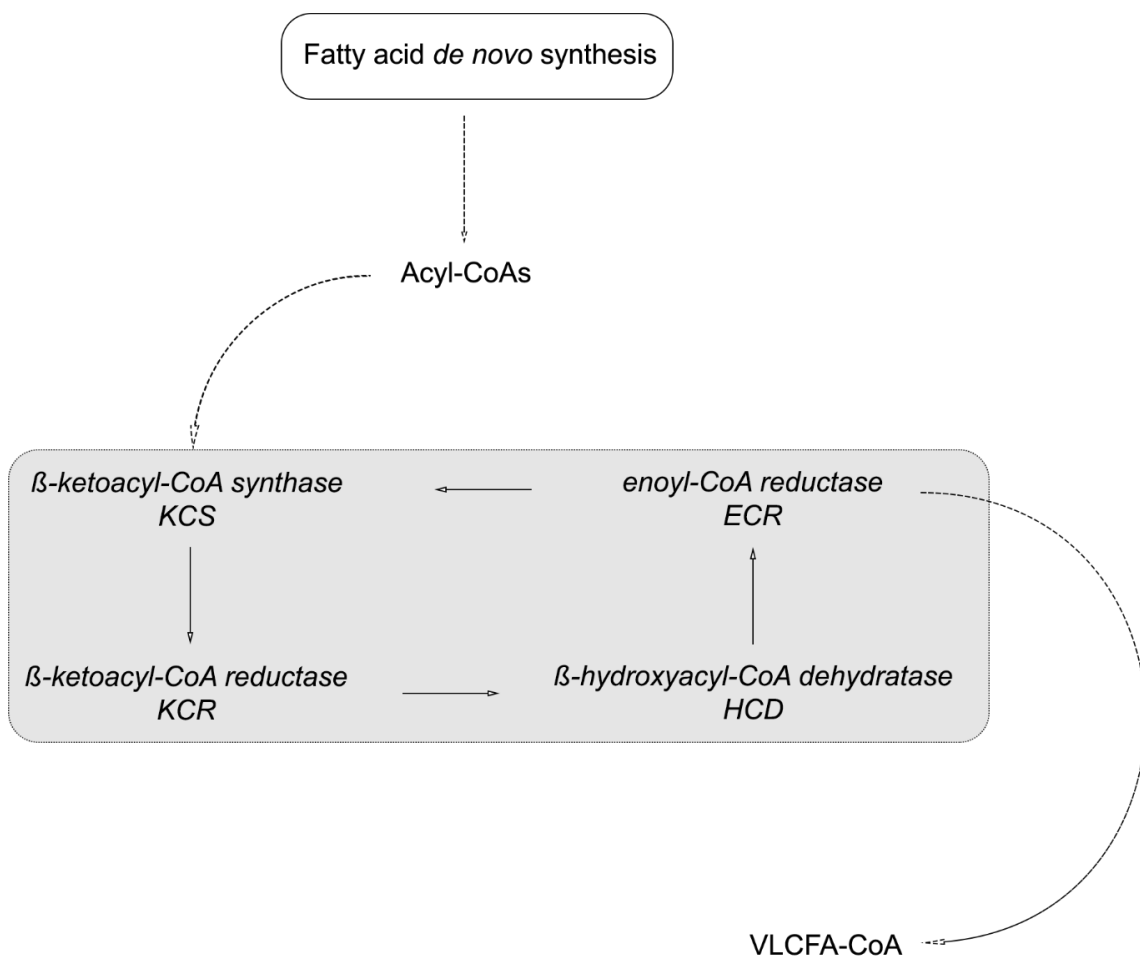 Fatty acid de novo synthesis
Acyl-CoAs
ß-ketoacyl-CoA synthase
KCS
enoyl-CoA reductase
ECR
ß-ketoacyl-CoA reductase
KCR
ß-hydroxyacyl-CoA dehydratase
HCD
VLCFA-CoA